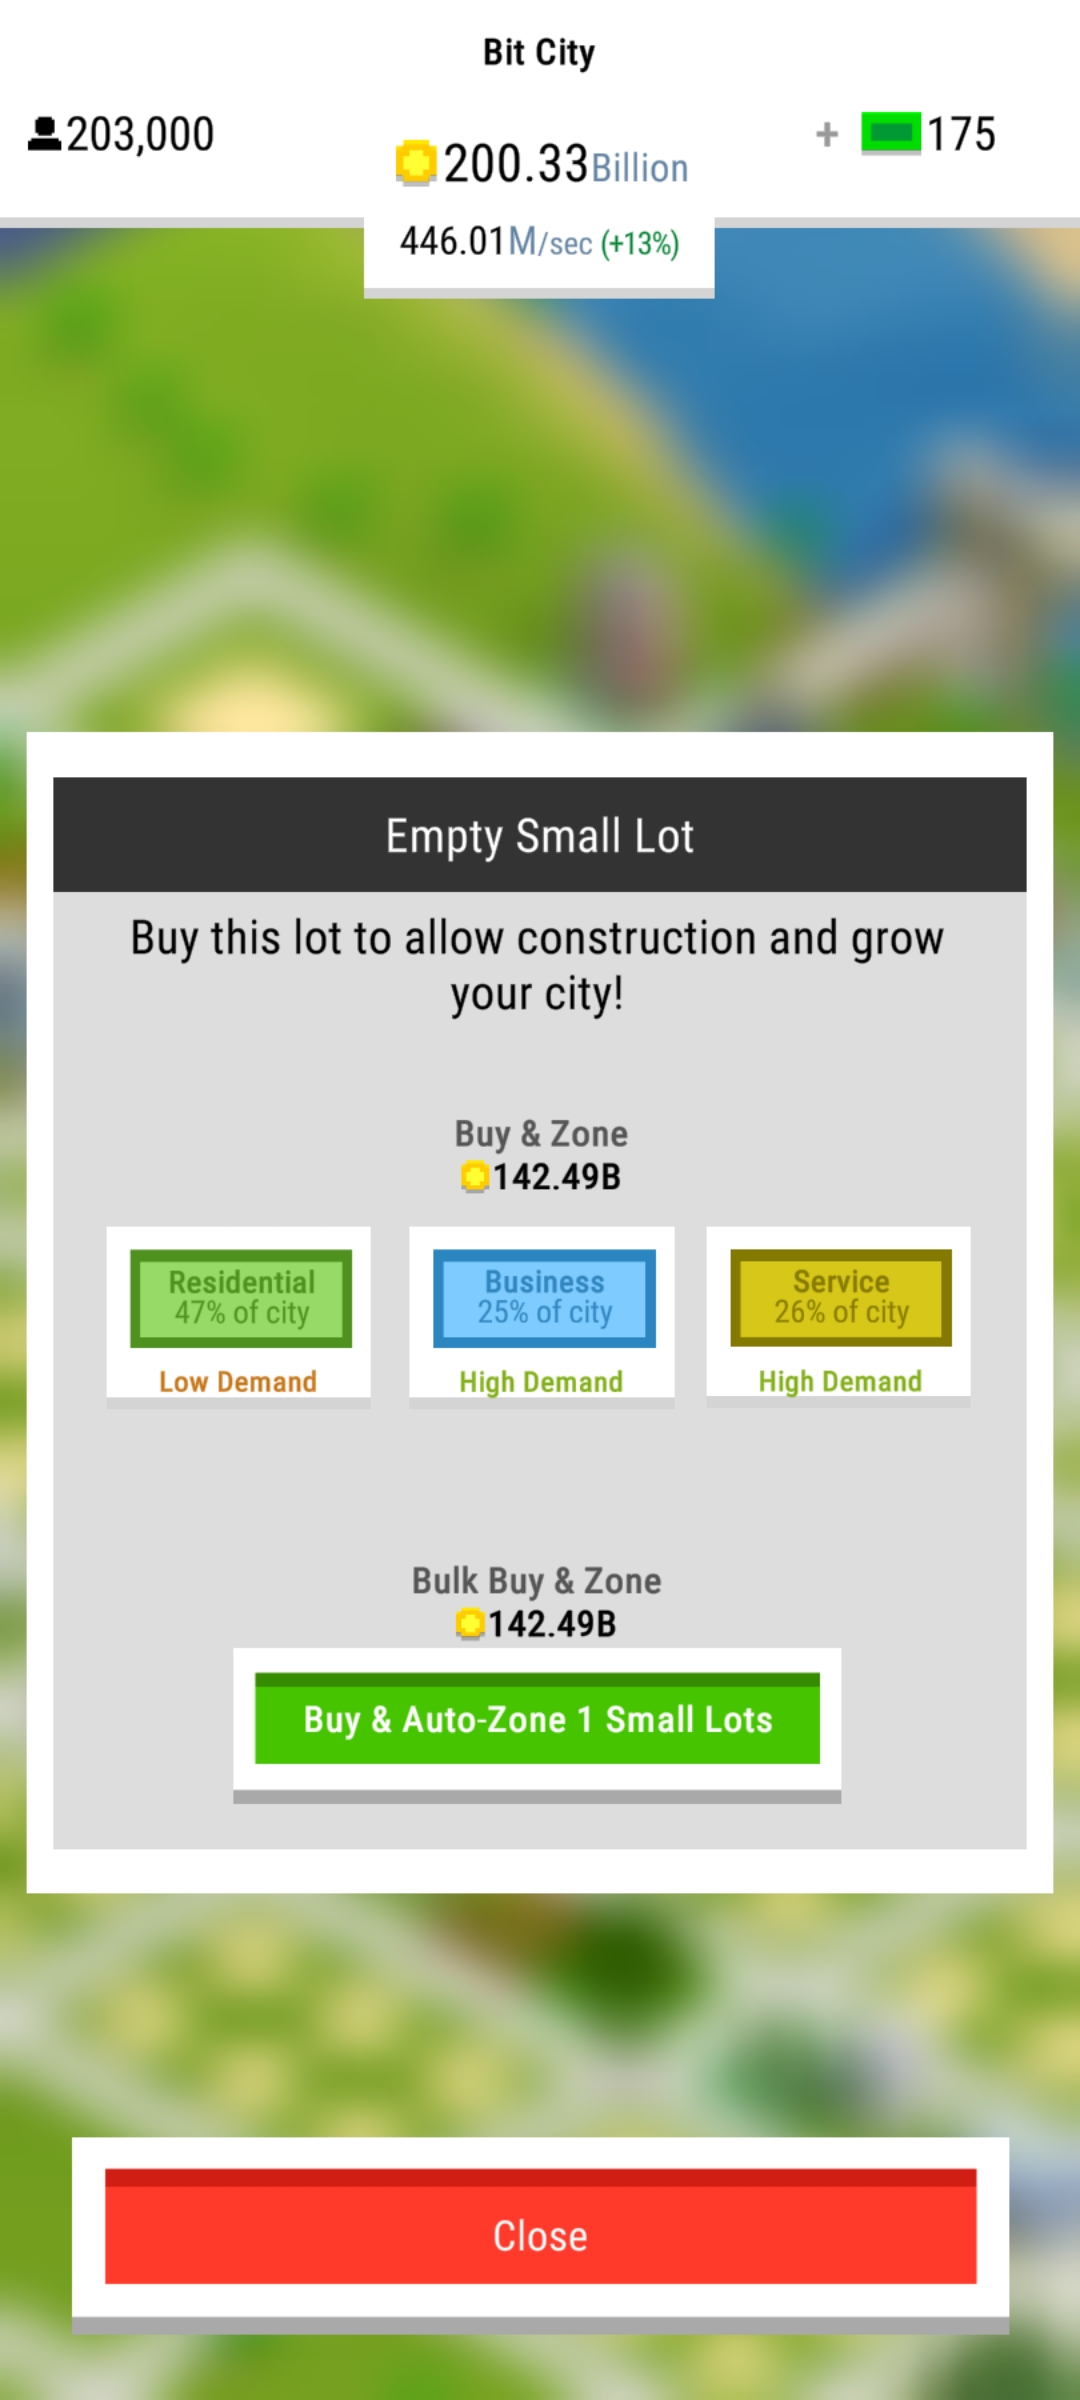 Bit City
203,000
200.33Billion
+ 175
446.01M/sec (+13%)
Empty Small Lot
Buy this lot to allow construction and grow
your city!
Buy & Zone
142.49B
Residential
47% of city
Low Demand
Business
25% of city
High Demand
Service
26% of city
High Demand
Bulk Buy & Zone
142.49B
Buy & Auto-Zone 1 Small Lots
Close